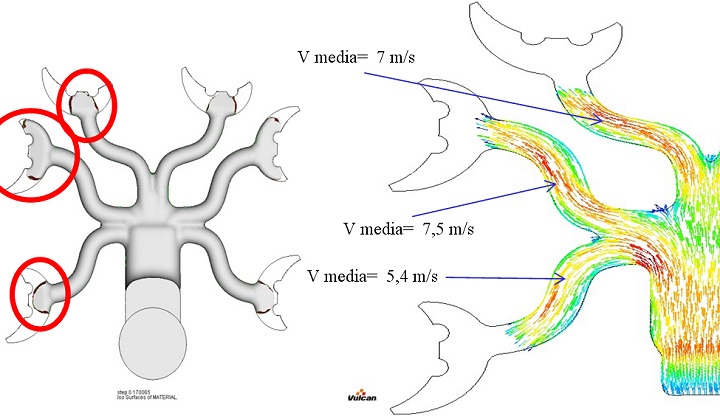 V media= 7 m/s
V media= 7,5 m/s
V media= 5,4 m/s
step 0.170065
Iso Surfaces of MATERIAL.
Vulcan